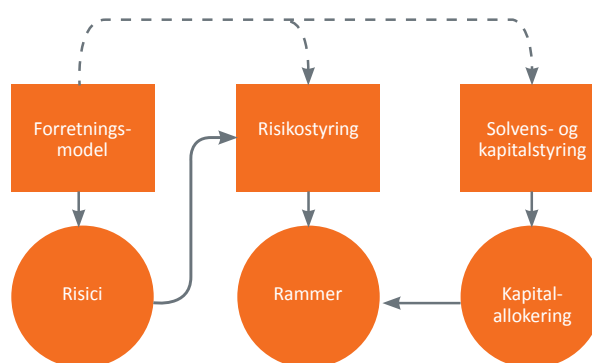 Forretnings-
model
Risikostyring
Solvens- og
kapitalstyring
Risici
Rammer
Kapital-
allokering